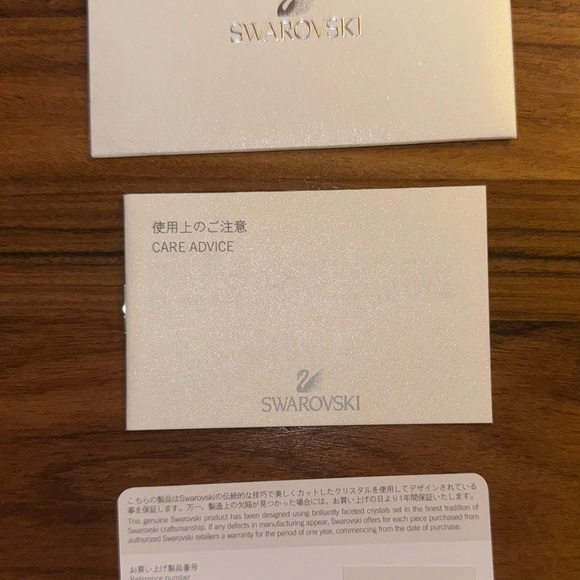 SWAROVSKI
使用上のご注意
CARE ADVICE
SWAROVSKI
こちらの製品はSwarovskiの伝統的な技巧で美しくカットしたクリスタルを使用してデザインされている
事を保証します。万一、製造上の欠陥が見つかった場合には、お買い上げの日より1年間保証いたします。
This genuine Swarovski product has been designed using brilliantly faceted crystals set in the finest tradition of
Swarovski craftsmanship. If any defects in manufacturing appear, Swarovski offers for each piece purchased from
authorized Swarovski retailers a warranty for the period of one year, commencing from the date of purchase.
お買い上げ製品番号
Reference number